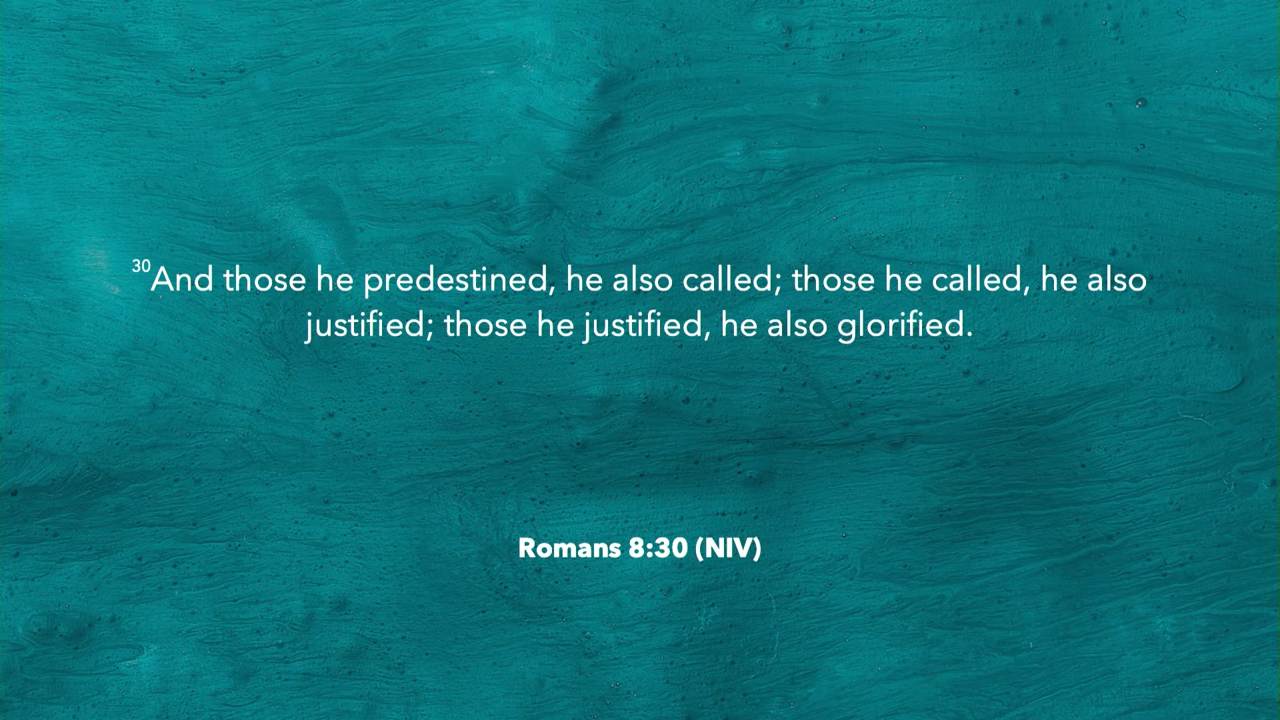 30And those he predestined, he also called; those he called, he also
justified; those he justified, he also glorified.
Romans 8:30 (NIV)